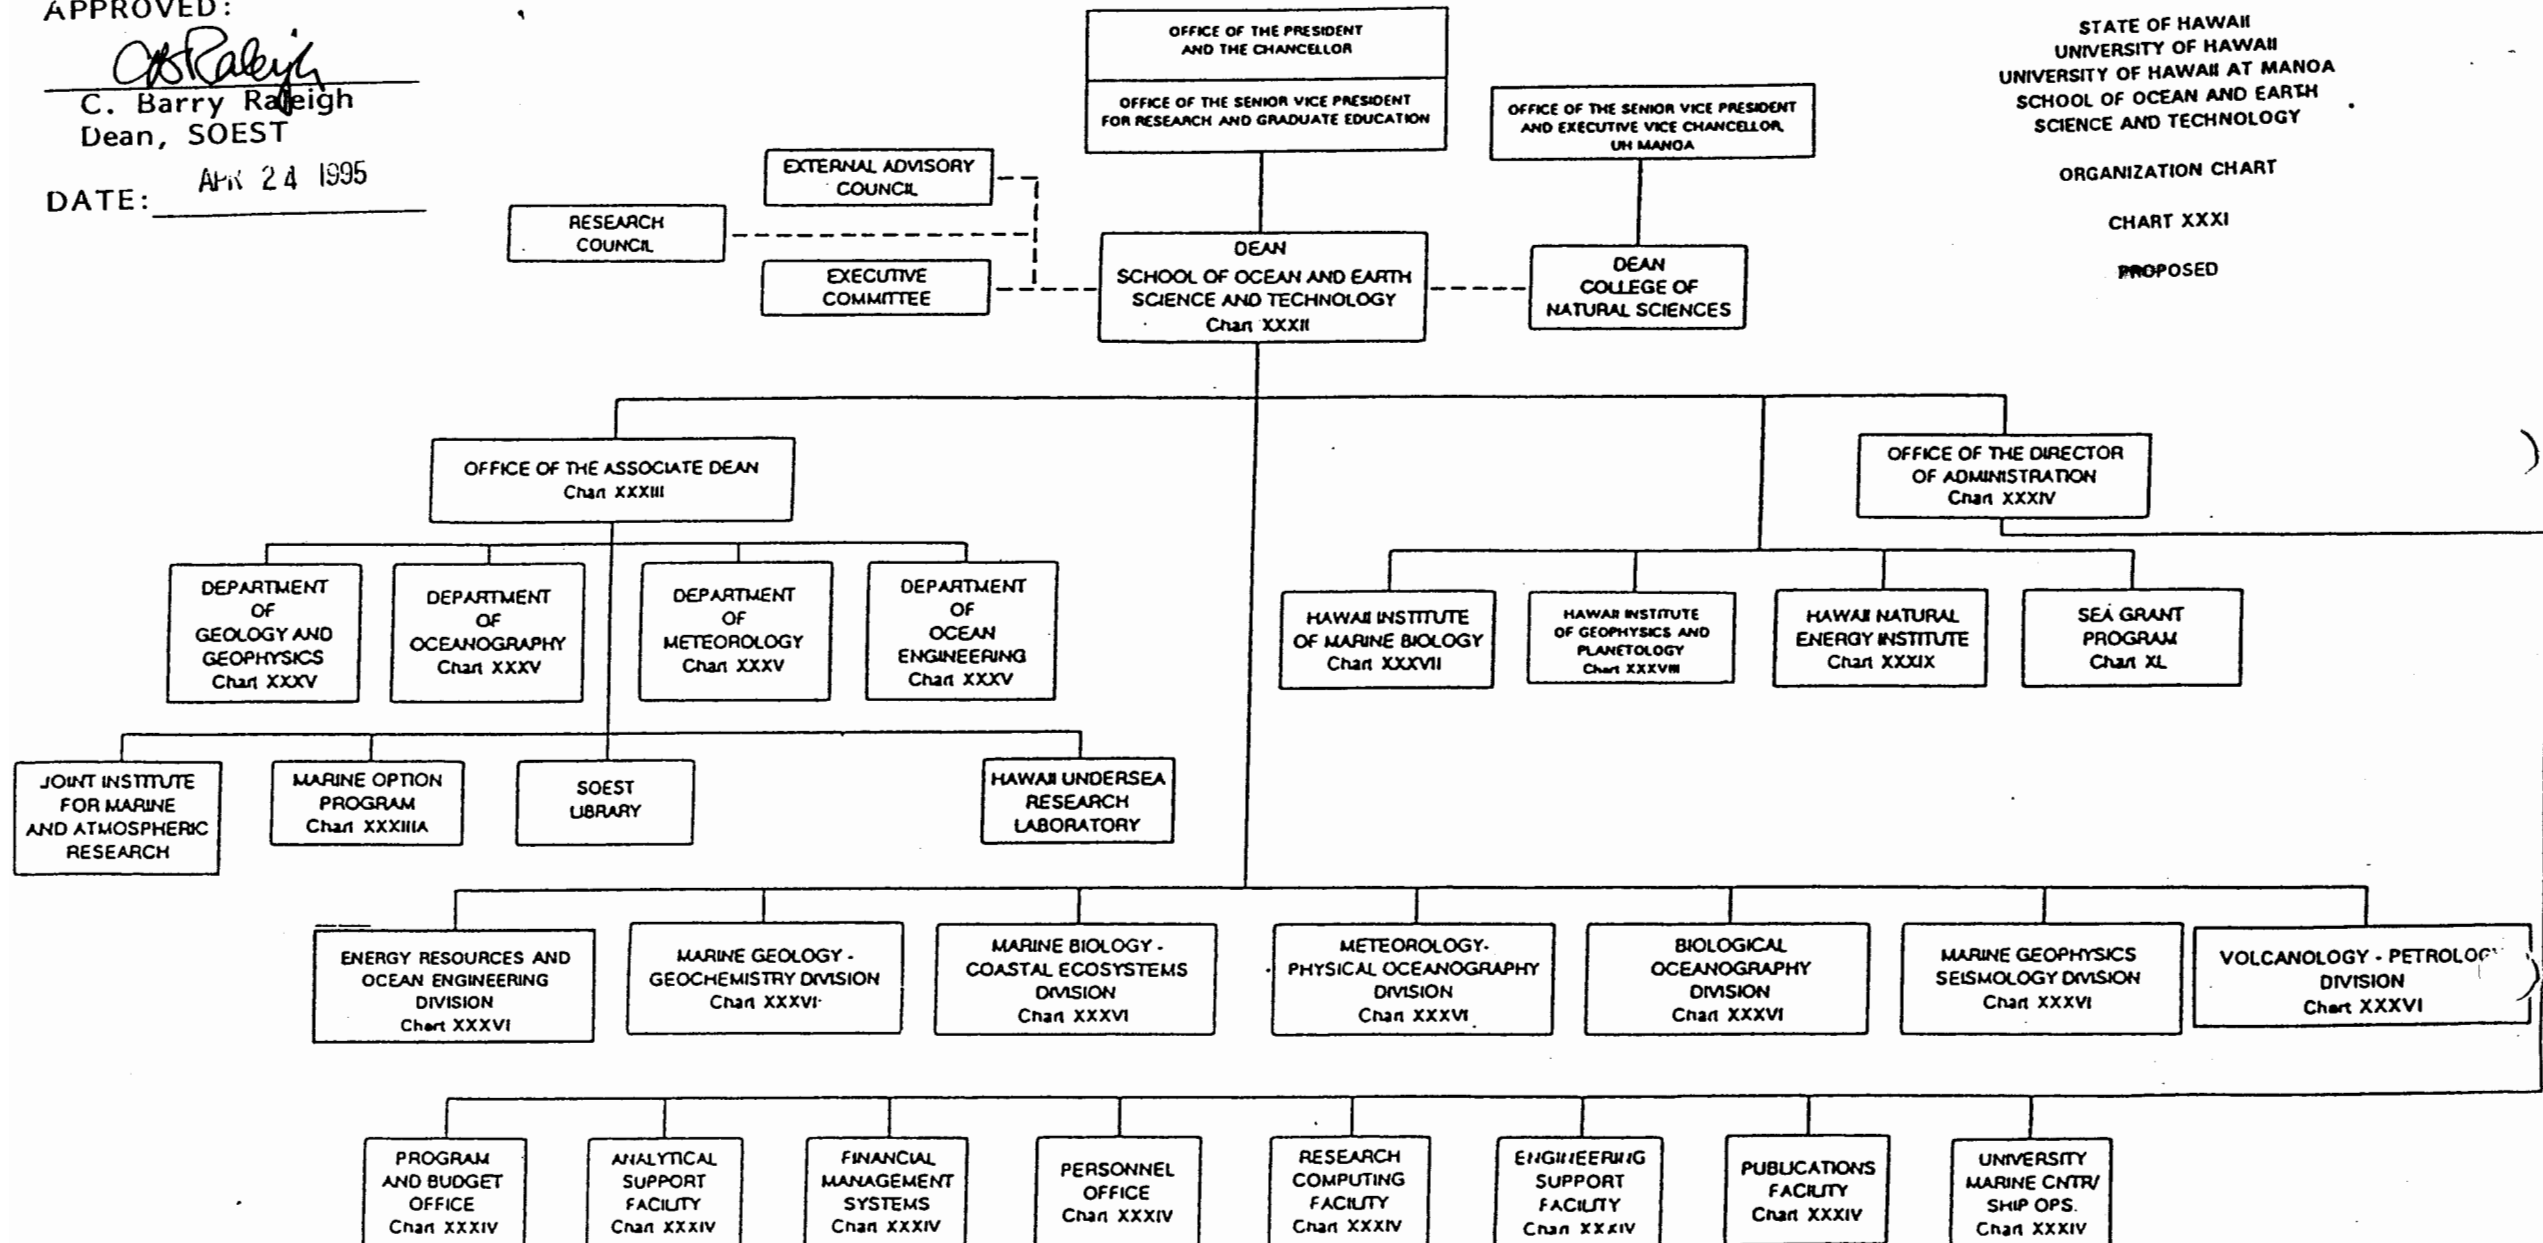 APPROVED:
C. Barry Raleigh
Dean, SOEST
DATE: APR 24 1995
STATE OF HAWAII
UNIVERSITY OF HAWAII
UNIVERSITY OF HAWAII AT MANOA
SCHOOL OF OCEAN AND EARTH
SCIENCE AND TECHNOLOGY
ORGANIZATION CHART
CHART XXXI
PROPOSED
OFFICE OF THE PRESIDENT
AND THE CHANCELLOR
OFFICE OF THE SENIOR VICE PRESIDENT
FOR RESEARCH AND GRADUATE EDUCATION
OFFICE OF THE SENIOR VICE PRESIDENT
AND EXECUTIVE VICE CHANCELLOR,
UH MANOA
EXTERNAL ADVISORY
COUNCIL
RESEARCH
COUNCIL
EXECUTIVE
COMMITTEE
DEAN
SCHOOL OF OCEAN AND EARTH
SCIENCE AND TECHNOLOGY
Chart XXXII
DEAN
COLLEGE OF
NATURAL SCIENCES
OFFICE OF THE ASSOCIATE DEAN
Chart XXXIII
OFFICE OF THE DIRECTOR
OF ADMINISTRATION
Chart XXXIV
DEPARTMENT
OF
GEOLOGY AND
GEOPHYSICS
Chart XXXV
DEPARTMENT
OF
OCEANOGRAPHY
Chart XXXV
DEPARTMENT
OF
METEOROLOGY
Chart XXXV
DEPARTMENT
OF
OCEAN
ENGINEERING
Chart XXXV
HAWAII INSTITUTE
OF MARINE BIOLOGY
Chart XXXVII
HAWAII INSTITUTE
OF GEOPHYSICS AND
PLANETOLOGY
Chart XXXVIII
HAWAII NATURAL
ENERGY INSTITUTE
Chart XXXIX
SEA GRANT
PROGRAM
Chart XL
JOINT INSTITUTE
FOR MARINE
AND ATMOSPHERIC
RESEARCH
MARINE OPTION
PROGRAM
Chart XXXIIIA
SOEST
LIBRARY
HAWAII UNDERSEA
RESEARCH
LABORATORY
ENERGY RESOURCES AND
OCEAN ENGINEERING
DIVISION
Chart XXXVI
MARINE GEOLOGY -
GEOCHEMISTRY DIVISION
Chart XXXVI
MARINE BIOLOGY -
COASTAL ECOSYSTEMS
DIVISION
Chart XXXVI
METEOROLOGY-
PHYSICAL OCEANOGRAPHY
DIVISION
Chart XXXVI
BIOLOGICAL
OCEANOGRAPHY
DIVISION
Chart XXXVI
MARINE GEOPHYSICS
SEISMOLOGY DIVISION
Chart XXXVI
VOLCANOLOGY - PETROLOGY
DIVISION
Chart XXXVI
PROGRAM
AND BUDGET
OFFICE
Chart XXXIV
ANALYTICAL
SUPPORT
FACILITY
Chart XXXIV
FINANCIAL
MANAGEMENT
SYSTEMS
Chart XXXIV
PERSONNEL
OFFICE
Chart XXXIV
RESEARCH
COMPUTING
FACILITY
Chart XXXIV
ENGINEERING
SUPPORT
FACILITY
Chart XXXIV
PUBLICATIONS
FACILITY
Chart XXXIV
UNIVERSITY
MARINE CNTR/
SHIP OPS.
Chart XXXIV